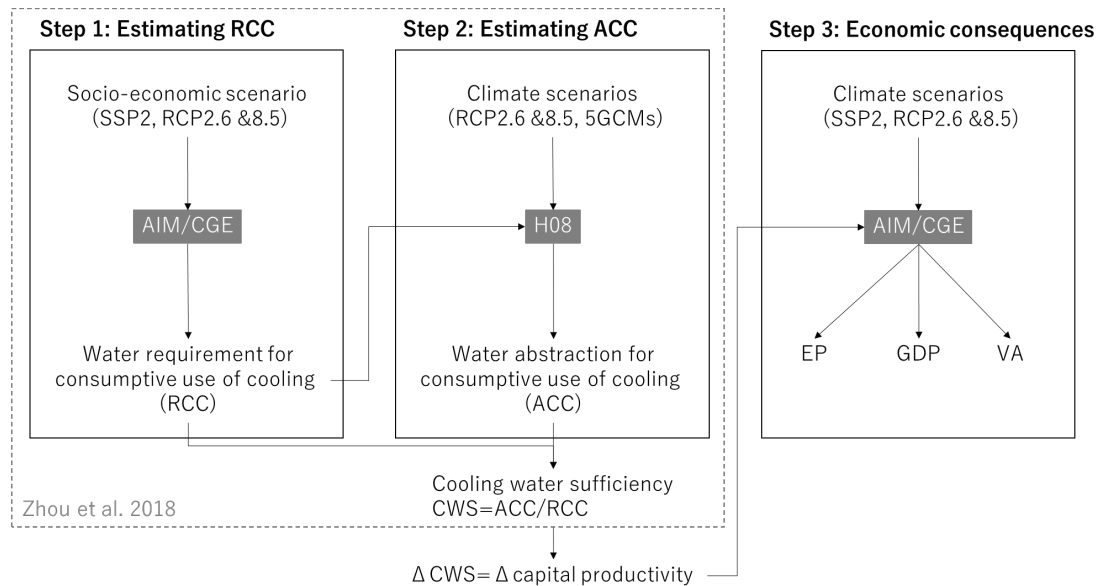 Step 1: Estimating RCC
Socio-economic scenario
(SSP2, RCP2.6 &8.5)
AIM/CGE
Water requirement for
consumptive use of cooling
(RCC)
Step 2: Estimating ACC
Climate scenarios
(RCP2.6 &8.5, 5GCMs)
H08
Water abstraction for
consumptive use of cooling
(ACC)
Cooling water sufficiency
CWS=ACC/RCC
Zhou et al. 2018
Δ CWS= Δ capital productivity
Step 3: Economic consequences
Climate scenarios
(SSP2, RCP2.6 &8.5)
AIM/CGE
EP
GDP
VA